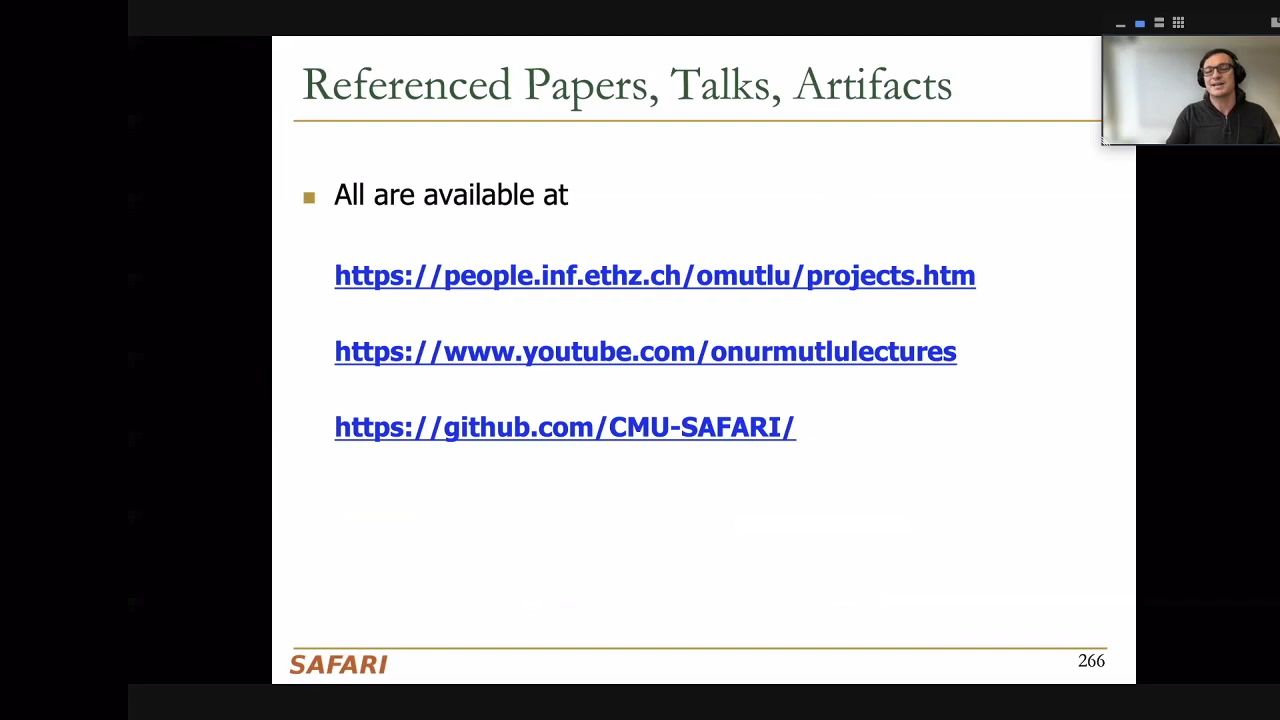 Referenced Papers, Talks, Artifacts
All are available at
https://people.inf.ethz.ch/omutlu/projects.htm
https://www.youtube.com/onurmutlulectures
https://github.com/CMU-SAFARI/
SAFARI
266